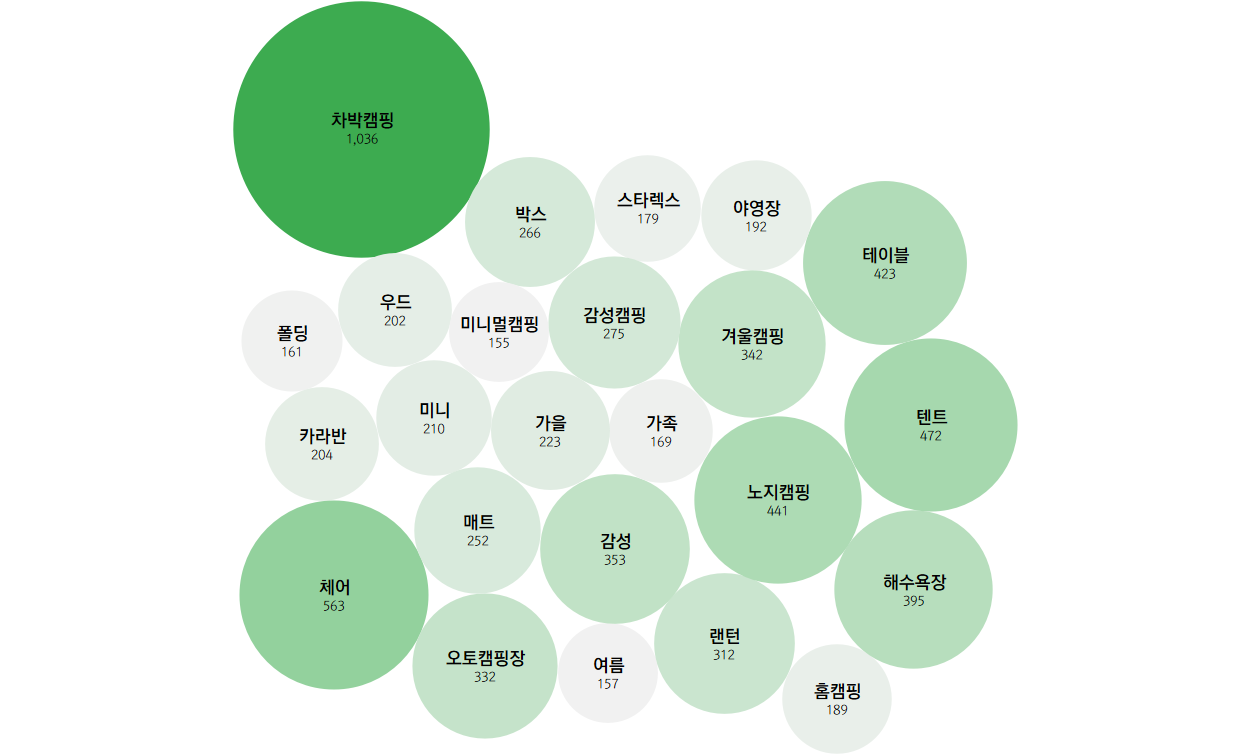 차박캠핑
1,036
박스
266
스타렉스
179
야영장
192
테이블
423
우드
202
미니멀캠핑
155
감성캠핑
275
겨울캠핑
342
폴딩
161
미니
210
가을
223
가족
169
텐트
472
카라반
204
노지캠핑
441
매트
252
감성
353
체어
563
해수욕장
395
오토캠핑장
332
여름
157
랜턴
312
홈캠핑
189